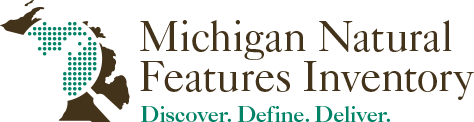 Michigan Natural
Features Inventory
Discover. Define. Deliver.